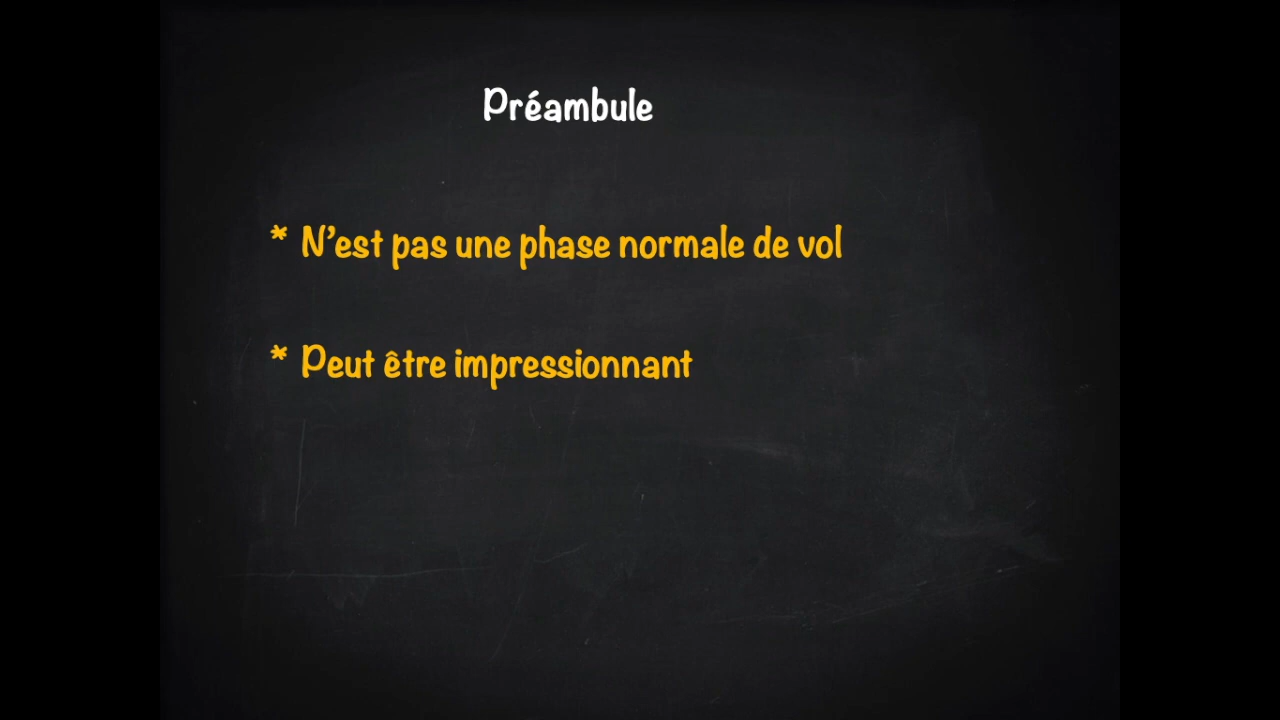 Préambule
* N’est pas une phase normale de vol
* Peut être impressionnant